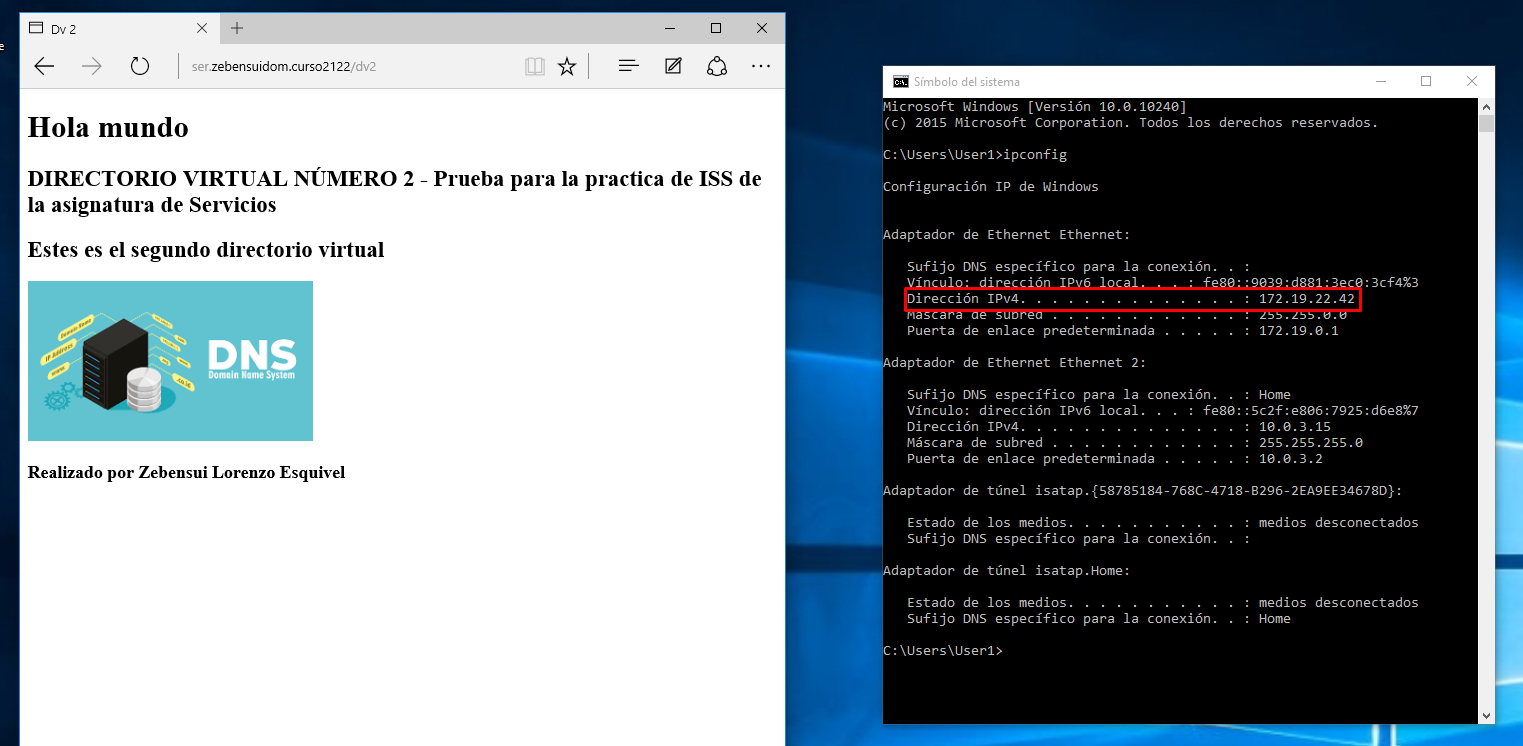 e
Dv 2
ser.zebensuidom.curso2122/dv2
Hola mundo
DIRECTORIO VIRTUAL NÚMERO 2 - Prueba para la practica de ISS de
la asignatura de Servicios
Estes es el segundo directorio virtual
Domain Name
IP Address
www
.co.id
DNS
Domain Name System
Realizado por Zebensui Lorenzo Esquivel
Símbolo del sistema
Microsoft Windows [Versión 10.0.10240]
(c) 2015 Microsoft Corporation. Todos los derechos reservados.
C:\Users\User1>ipconfig
Configuración IP de Windows
Adaptador de Ethernet Ethernet:
Sufijo DNS específico para la conexión. . :
Vínculo: dirección IPv6 local. . . : fe80::9039:d881:3ec0:3cf4%3
Dirección IPv4. . . . . . . . . . . . . . : 172.19.22.42
Máscara de subred . . . . . . . . . . . . : 255.255.0.0
Puerta de enlace predeterminada . . . . . : 172.19.0.1
Adaptador de Ethernet Ethernet 2:
Sufijo DNS específico para la conexión. . : Home
Vínculo: dirección IPv6 local. . . : fe80::5c2f:e806:7925:d6e8%7
Dirección IPv4. . . . . . . . . . . . . . : 10.0.3.15
Máscara de subred . . . . . . . . . . . . : 255.255.255.0
Puerta de enlace predeterminada . . . . . : 10.0.3.2
Adaptador de túnel isatap.{58785184-768C-4718-B296-2EA9EE34678D}:
Estado de los medios. . . . . . . . . . . : medios desconectados
Sufijo DNS específico para la conexión. . :
Adaptador de túnel isatap.Home:
Estado de los medios. . . . . . . . . . . : medios desconectados
Sufijo DNS específico para la conexión. . : Home
C:\Users\User1>